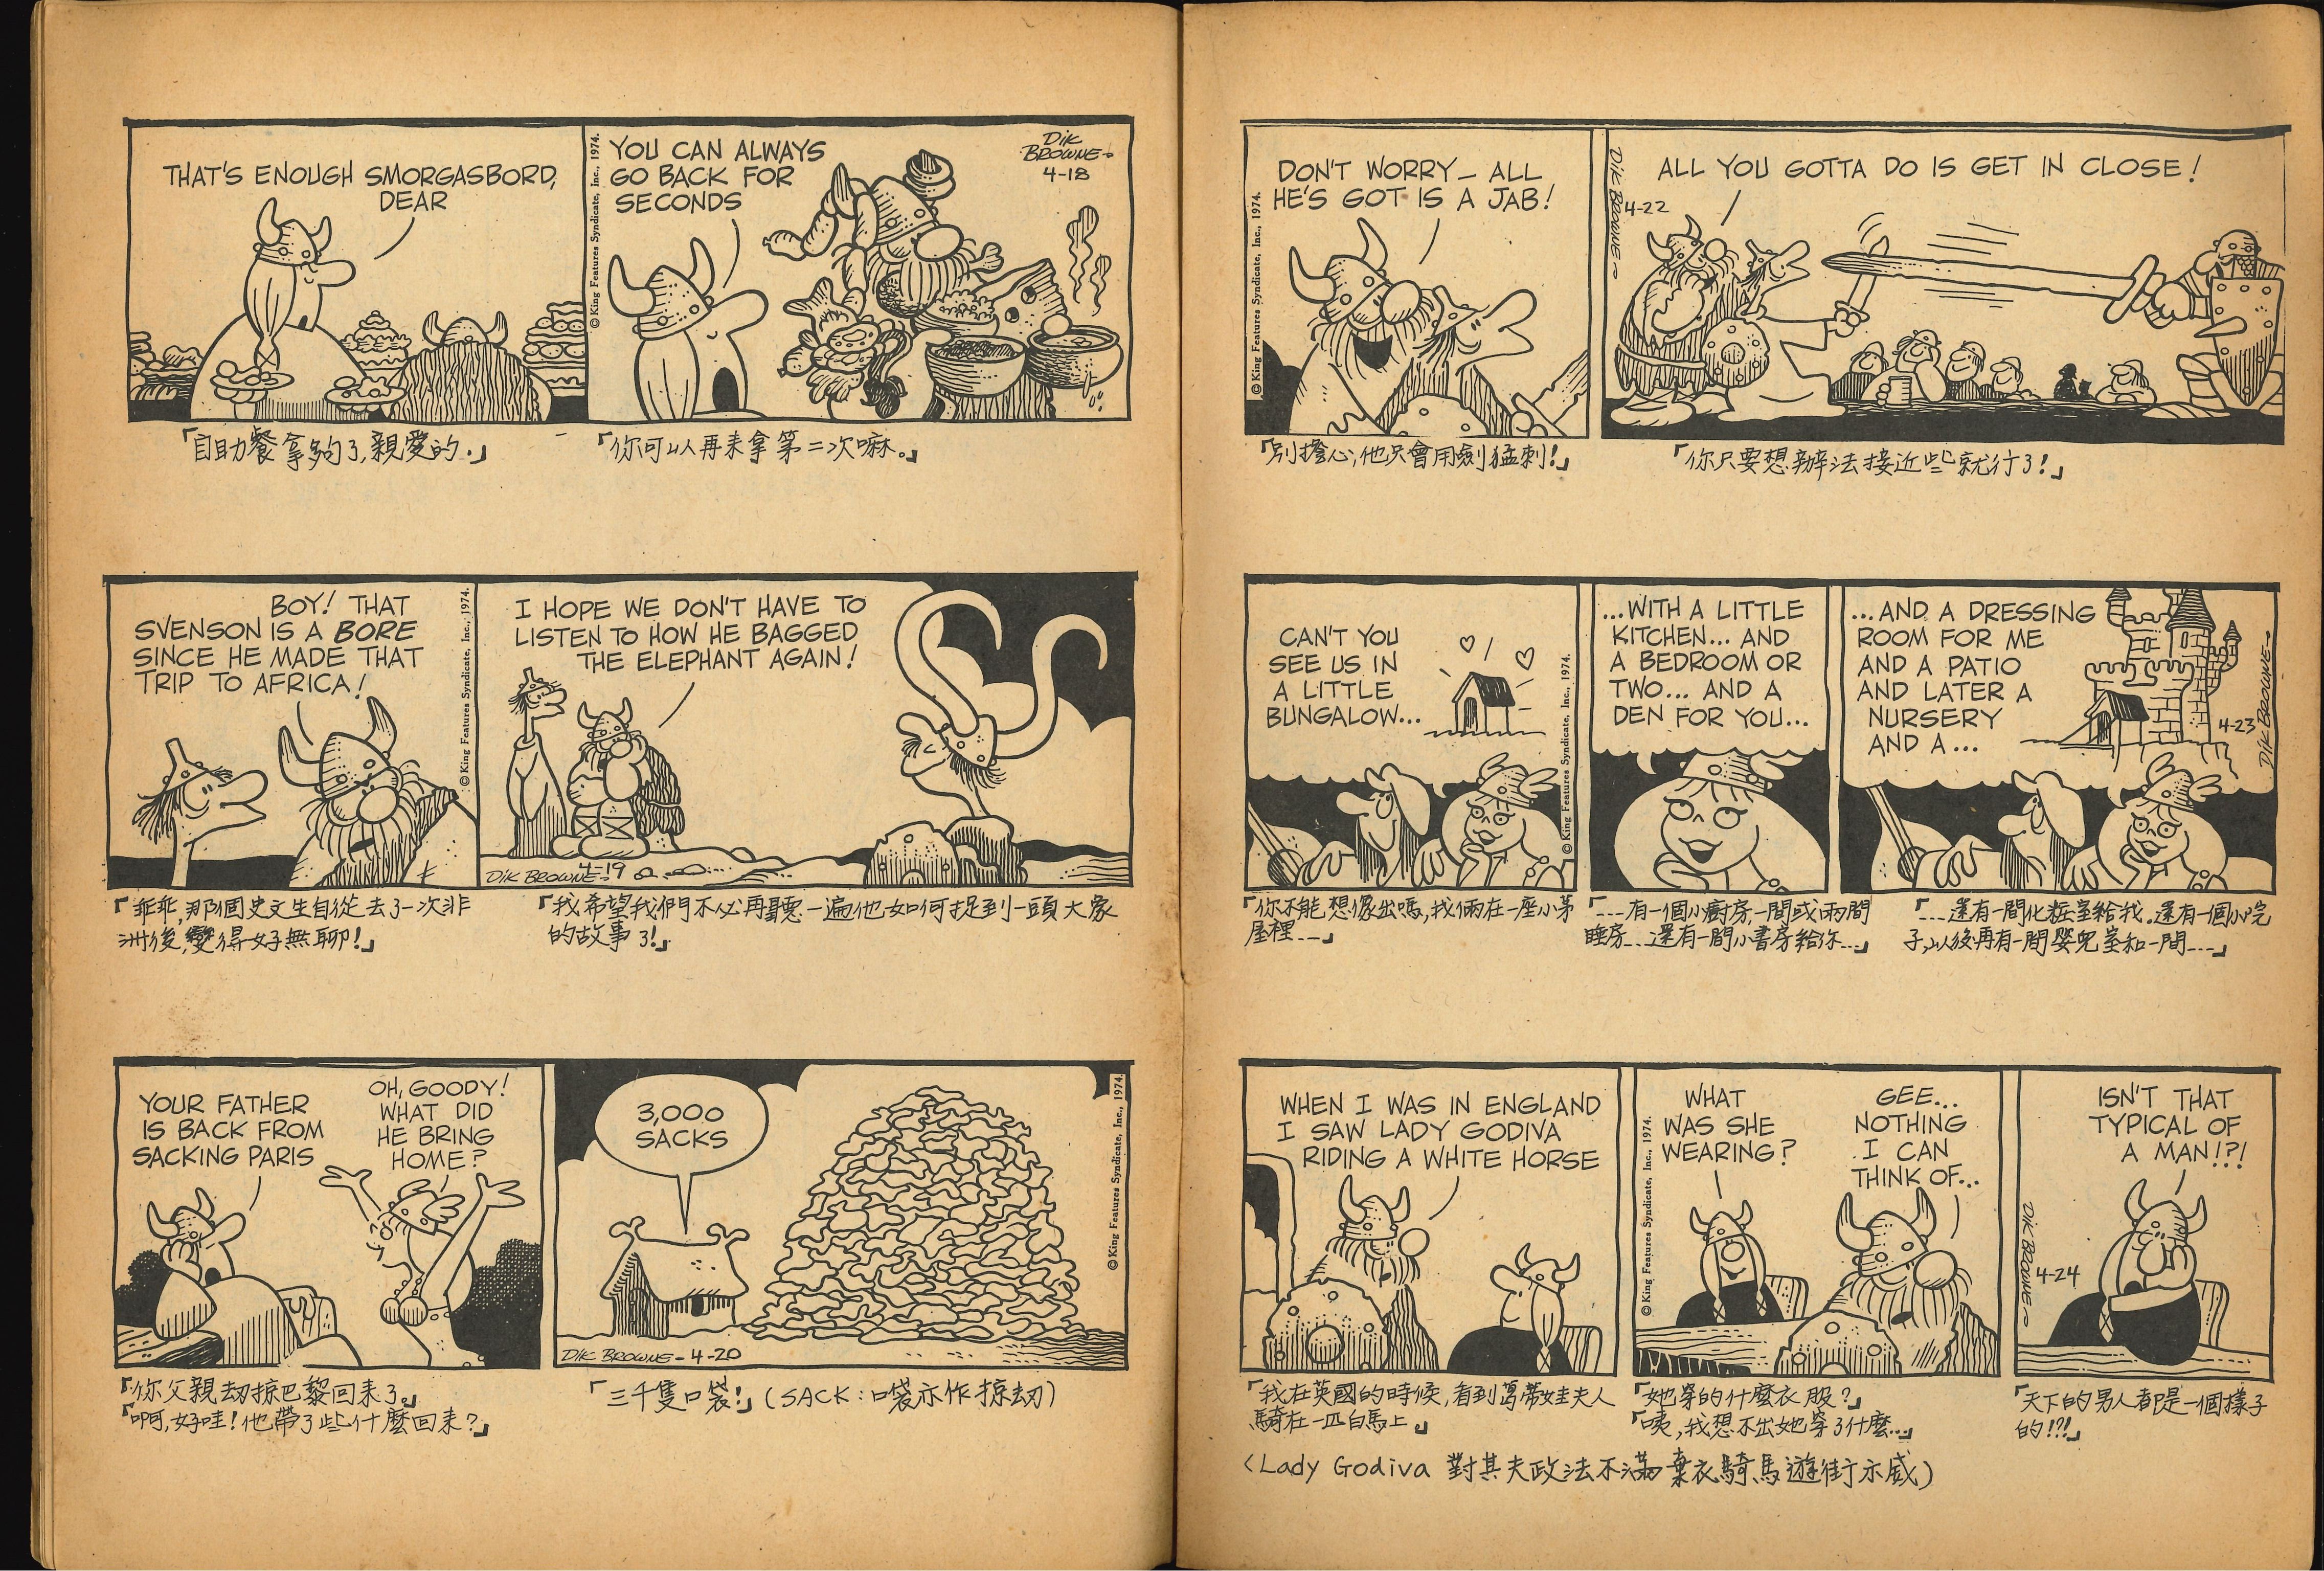 THAT'S ENOUGH SMORGASBORD,
DEAR
© King Features Syndicate, Inc., 1974.
YOU CAN ALWAYS
GO BACK FOR
SECONDS
DIK
BROWNE
4-18
「自助餐拿夠了,親愛的.」
「你可以再来拿第二次嘛。」
BOY! THAT
SVENSON IS A BORE
SINCE HE MADE THAT
TRIP TO AFRICA!
© King Features Syndicate, Inc., 1974.
I HOPE WE DON'T HAVE TO
LISTEN TO HOW HE BAGGED
THE ELEPHANT AGAIN!
DIK BROWNE 4-19
「乖乖,那個史文生自從去了一次非
洲後,變得好無聊!」
「我希望我們不必再聽一遍他如何捉到一頭大象
的故事了!」
YOUR FATHER
IS BACK FROM
SACKING PARIS
OH, GOODY!
WHAT DID
HE BRING
HOME?
3,000
SACKS
© King Features Syndicate, Inc., 1974.
DIK BROWNE - 4-20
「你父親刼掠巴黎回来了。」
「啊,好哇!他帶了些什麼回来?」
「三千隻口袋!」(SACK:口袋亦作掠刼)
DON'T WORRY — ALL
HE'S GOT IS A JAB!
© King Features Syndicate, Inc., 1974.
DIK BROWNE
4-22
ALL YOU GOTTA DO IS GET IN CLOSE!
「別擔心,他只會用劍猛刺!」
「你只要想辦法接近些就行了!」
CAN'T YOU
SEE US IN
A LITTLE
BUNGALOW...
© King Features Syndicate, Inc., 1974.
...WITH A LITTLE
KITCHEN... AND
A BEDROOM OR
TWO... AND A
DEN FOR YOU...
...AND A DRESSING
ROOM FOR ME
AND A PATIO
AND LATER A
NURSERY
AND A...
4-23
DIK BROWNE
「你不能想像出嗎,我倆在一座小茅
屋裡...」
「...有一個小廚房一間或兩間
睡房...還有一間小書房給你...」
「...還有一間化粧室給我.還有一個小院
子,以後再有一間嬰兒室和一間...」
WHEN I WAS IN ENGLAND
I SAW LADY GODIVA
RIDING A WHITE HORSE
© King Features Syndicate, Inc., 1974.
WHAT
WAS SHE
WEARING?
GEE...
NOTHING
I CAN
THINK OF...
ISN'T THAT
TYPICAL OF
A MAN!?!
DIK BROWNE
4-24
「我在英國的時候,看到葛蒂娃夫人
騎在一匹白馬上。」
「她穿的什麼衣服?」
「咦,我想不出她穿了什麼...」
「天下的男人都是一個樣子
的!?!」
(Lady Godiva 對其夫政法不滿棄衣騎馬遊街示威)